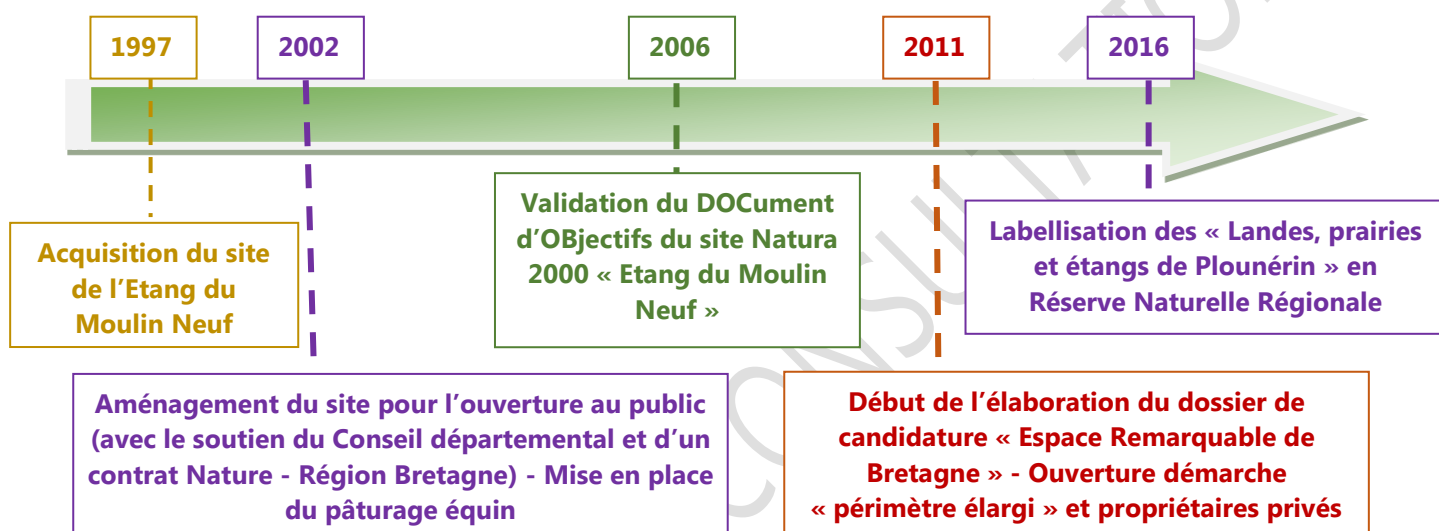 1997
2002
2006
2011
2016
Acquisition du site
de l'Etang du
Moulin Neuf
Aménagement du site pour l'ouverture au public
(avec le soutien du Conseil départemental et d'un
contrat Nature - Région Bretagne) - Mise en place
du pâturage équin
Validation du DOCument
d'OBjectifs du site Natura
2000 « Etang du Moulin
Neuf »
Début de l'élaboration du dossier de
candidature « Espace Remarquable de
Bretagne » - Ouverture démarche
« périmètre élargi » et propriétaires privés
Labellisation des « Landes, prairies
et étangs de Plounérin » en
Réserve Naturelle Régionale